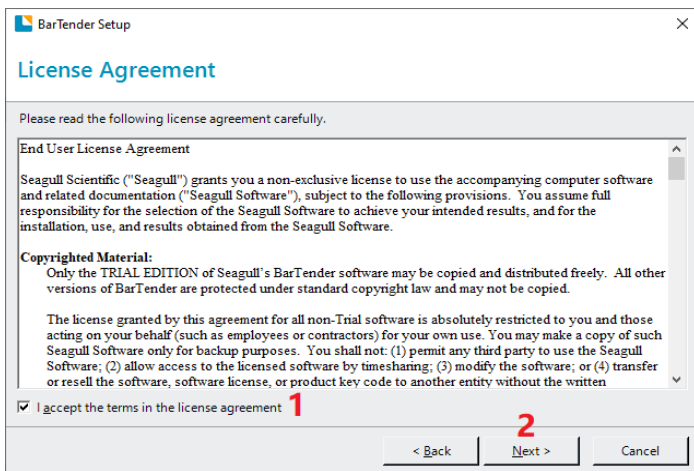 BarTender Setup
License Agreement
Please read the following license agreement carefully.
End User License Agreement
Seagull Scientific ("Seagull") grants you a non-exclusive license to use the accompanying computer software
and related documentation ("Seagull Software"), subject to the following provisions.  You assume full
responsibility for the selection of the Seagull Software to achieve your intended results, and for the
installation, use, and results obtained from the Seagull Software.
Copyrighted Material:
Only the TRIAL EDITION of Seagull's BarTender software may be copied and distributed freely.  All other
versions of BarTender are protected under standard copyright law and may not be copied.
The license granted by this agreement for all non-Trial software is absolutely restricted to you and those
acting on your behalf (such as employees or contractors) for your own use. You may make a copy of such
Seagull Software only for backup purposes.  You shall not: (1) permit any third party to use the Seagull
Software; (2) allow access to the licensed software by timesharing; (3) modify the software; or (4) transfer
or resell the software, software license, or product key code to another entity without the written
I accept the terms in the license agreement 1
2
< Back Next > Cancel